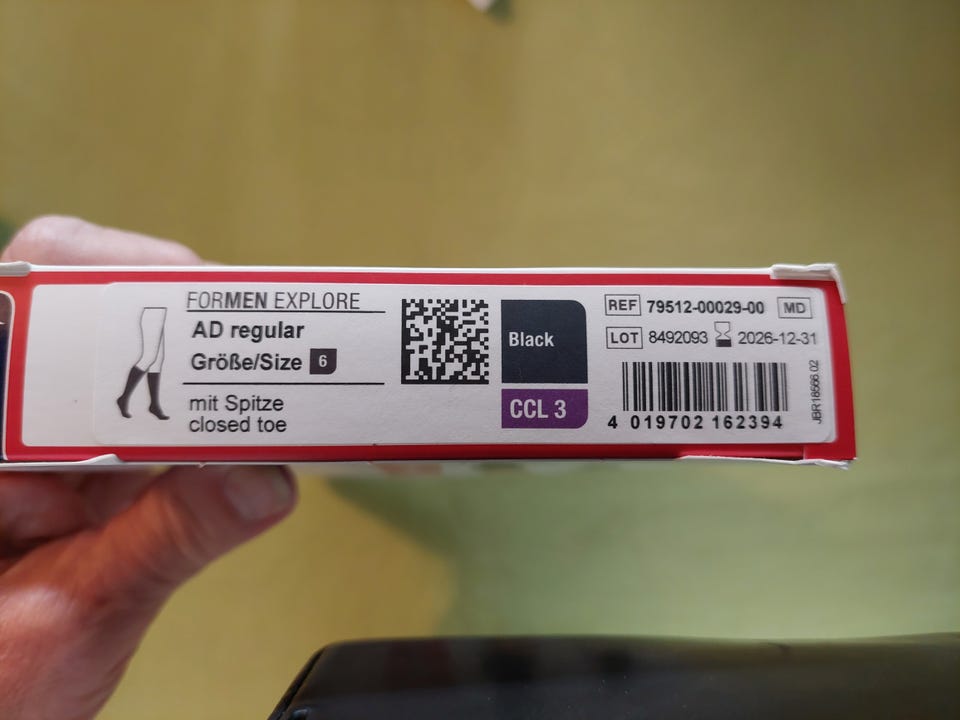 FORMEN EXPLORE
AD regular
Größe/Size 6
mit Spitze
closed toe
Black
CCL 3
REF 79512-00029-00 MD
LOT 8492093 2026-12-31
4 019702 162394
JBR18566.02